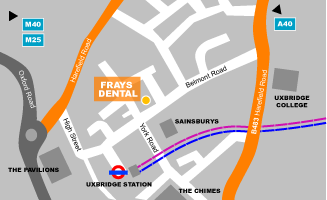 M40
M25
A40
Harefield Road
Oxford Road
FRAYS
DENTAL
Belmont Road
B483 Harefield Road
UXBRIDGE
COLLEGE
High Street
York Road
SAINSBURYS
THE PAVILIONS
UXBRIDGE STATION
THE CHIMES